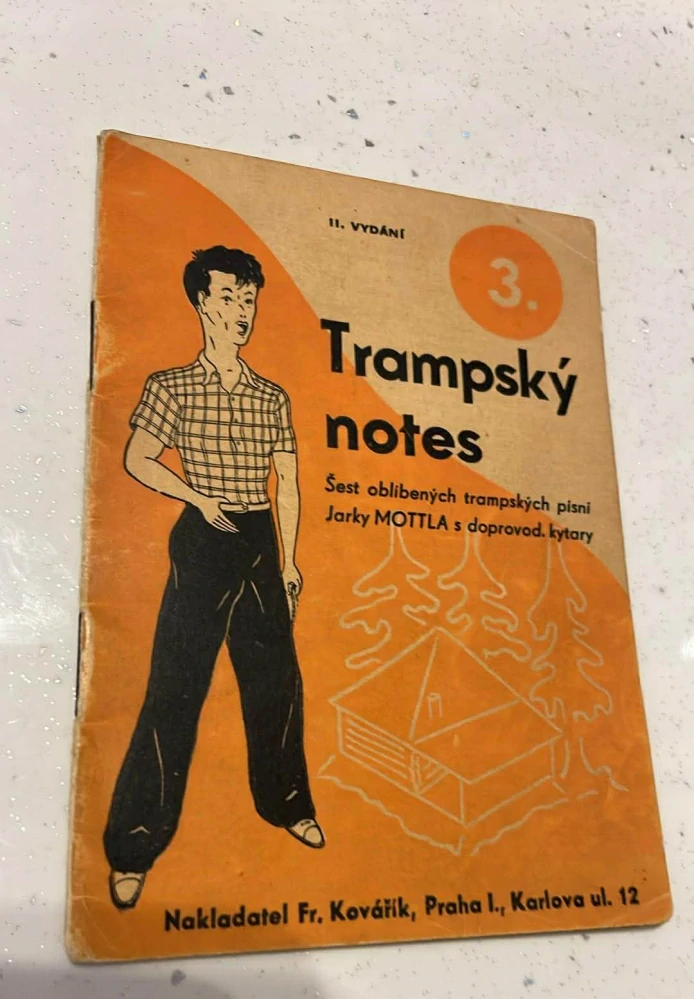 II. VYDÁNÍ
3.
Trampský
notes
Šest oblíbených trampských písní
Jarky MOTTLA s doprovod. kytary
Nakladatel Fr. Kovářík, Praha I., Karlova ul. 12